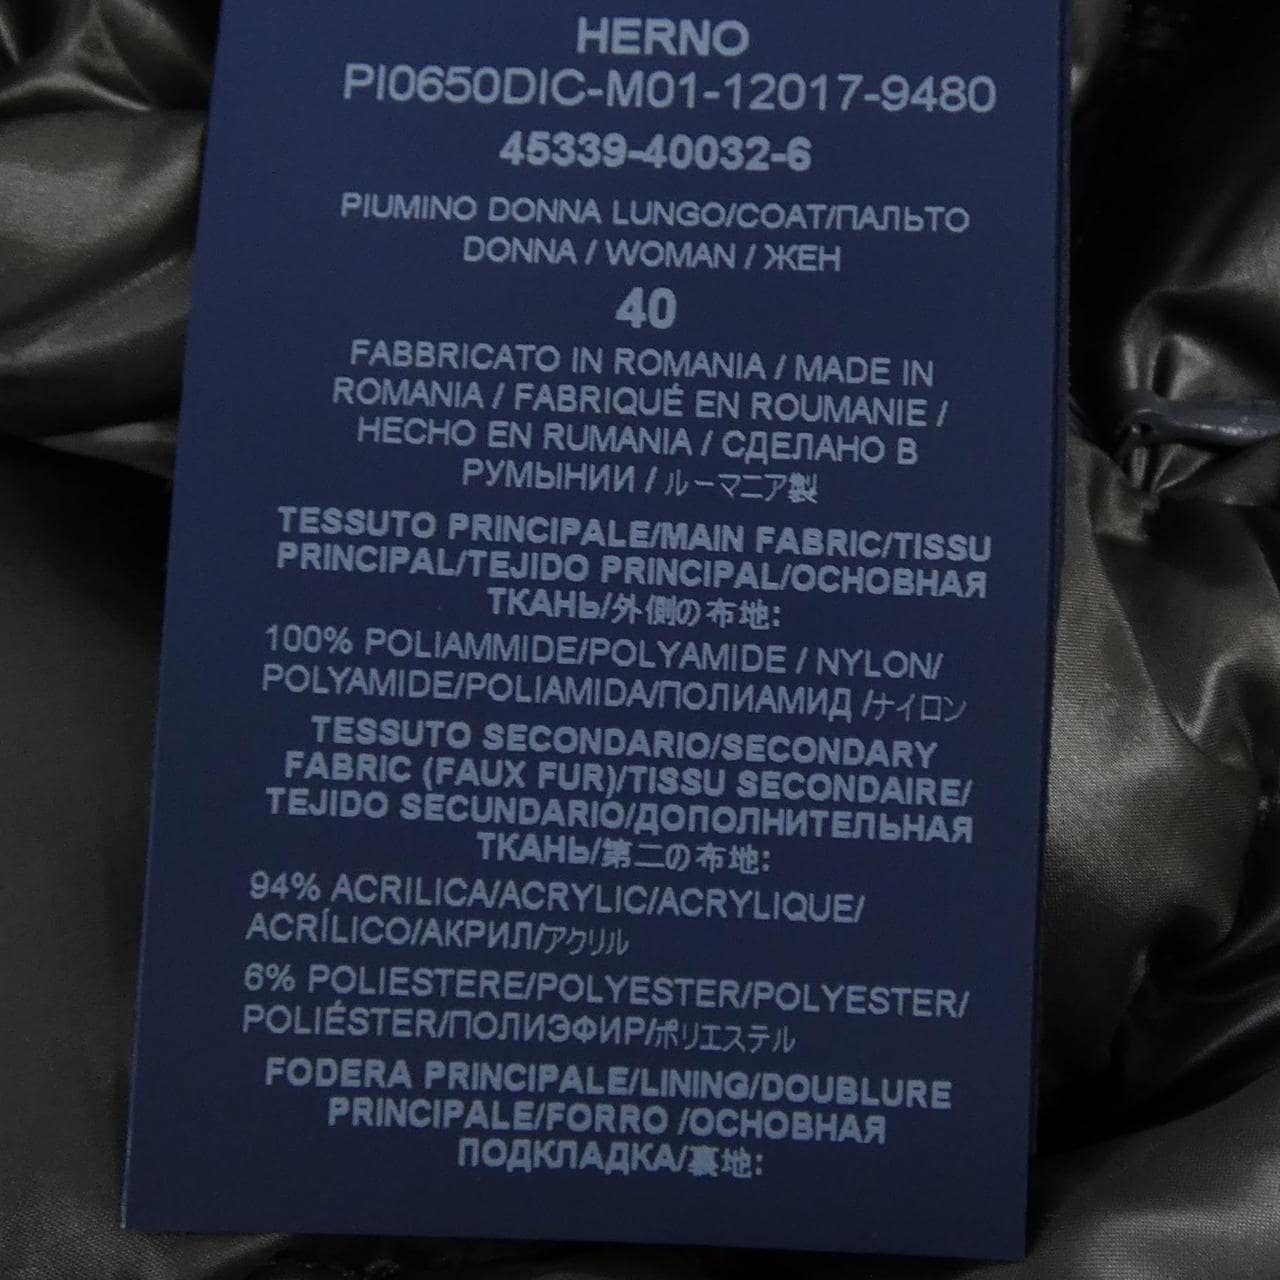 HERNO
PI0650DIC-M01-12017-9480
45339-40032-6
PIUMINO DONNA LUNGO/COAT/ПАЛЬТО
DONNA / WOMAN / ЖЕН
40
FABBRICATO IN ROMANIA / MADE IN
ROMANIA / FABRIQUÉ EN ROUMANIE /
HECHO EN RUMANIA / СДЕЛАНО В
РУМЫНИИ / ルーマニア製
TESSUTO PRINCIPALE/MAIN FABRIC/TISSU
PRINCIPAL/TEJIDO PRINCIPAL/ОСНОВНАЯ
ТКАНЬ/外側の布地:
100% POLIAMMIDE/POLYAMIDE / NYLON/
POLYAMIDE/POLIAMIDA/ПОЛИАМИД /ナイロン
TESSUTO SECONDARIO/SECONDARY
FABRIC (FAUX FUR)/TISSU SECONDAIRE/
TEJIDO SECUNDARIO/ДОПОЛНИТЕЛЬНАЯ
ТКАНЬ/第二の布地:
94% ACRILICA/ACRYLIC/ACRYLIQUE/
ACRÍLICO/АКРИЛ/アクリル
6% POLIESTERE/POLYESTER/POLYESTER/
POLIÉSTER/ПОЛИЭФИР/ポリエステル
FODERA PRINCIPALE/LINING/DOUBLURE
PRINCIPALE/FORRO /ОСНОВНАЯ
ПОДКЛАДКА/裏地: